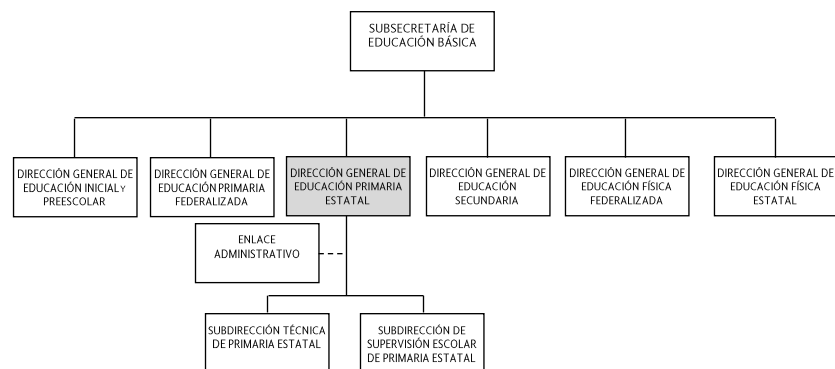 SUBSECRETARÍA DE
EDUCACIÓN BÁSICA
DIRECCIÓN GENERAL DE
EDUCACIÓN INICIAL Y
PREESCOLAR
DIRECCIÓN GENERAL DE
EDUCACIÓN PRIMARIA
FEDERALIZADA
DIRECCIÓN GENERAL DE
EDUCACIÓN PRIMARIA
ESTATAL
DIRECCIÓN GENERAL DE
EDUCACIÓN
SECUNDARIA
DIRECCIÓN GENERAL DE
EDUCACIÓN FÍSICA
FEDERALIZADA
DIRECCIÓN GENERAL DE
EDUCACIÓN FÍSICA
ESTATAL
ENLACE
ADMINISTRATIVO
SUBDIRECCIÓN TÉCNICA
DE PRIMARIA ESTATAL
SUBDIRECCIÓN DE
SUPERVISIÓN ESCOLAR
DE PRIMARIA ESTATAL